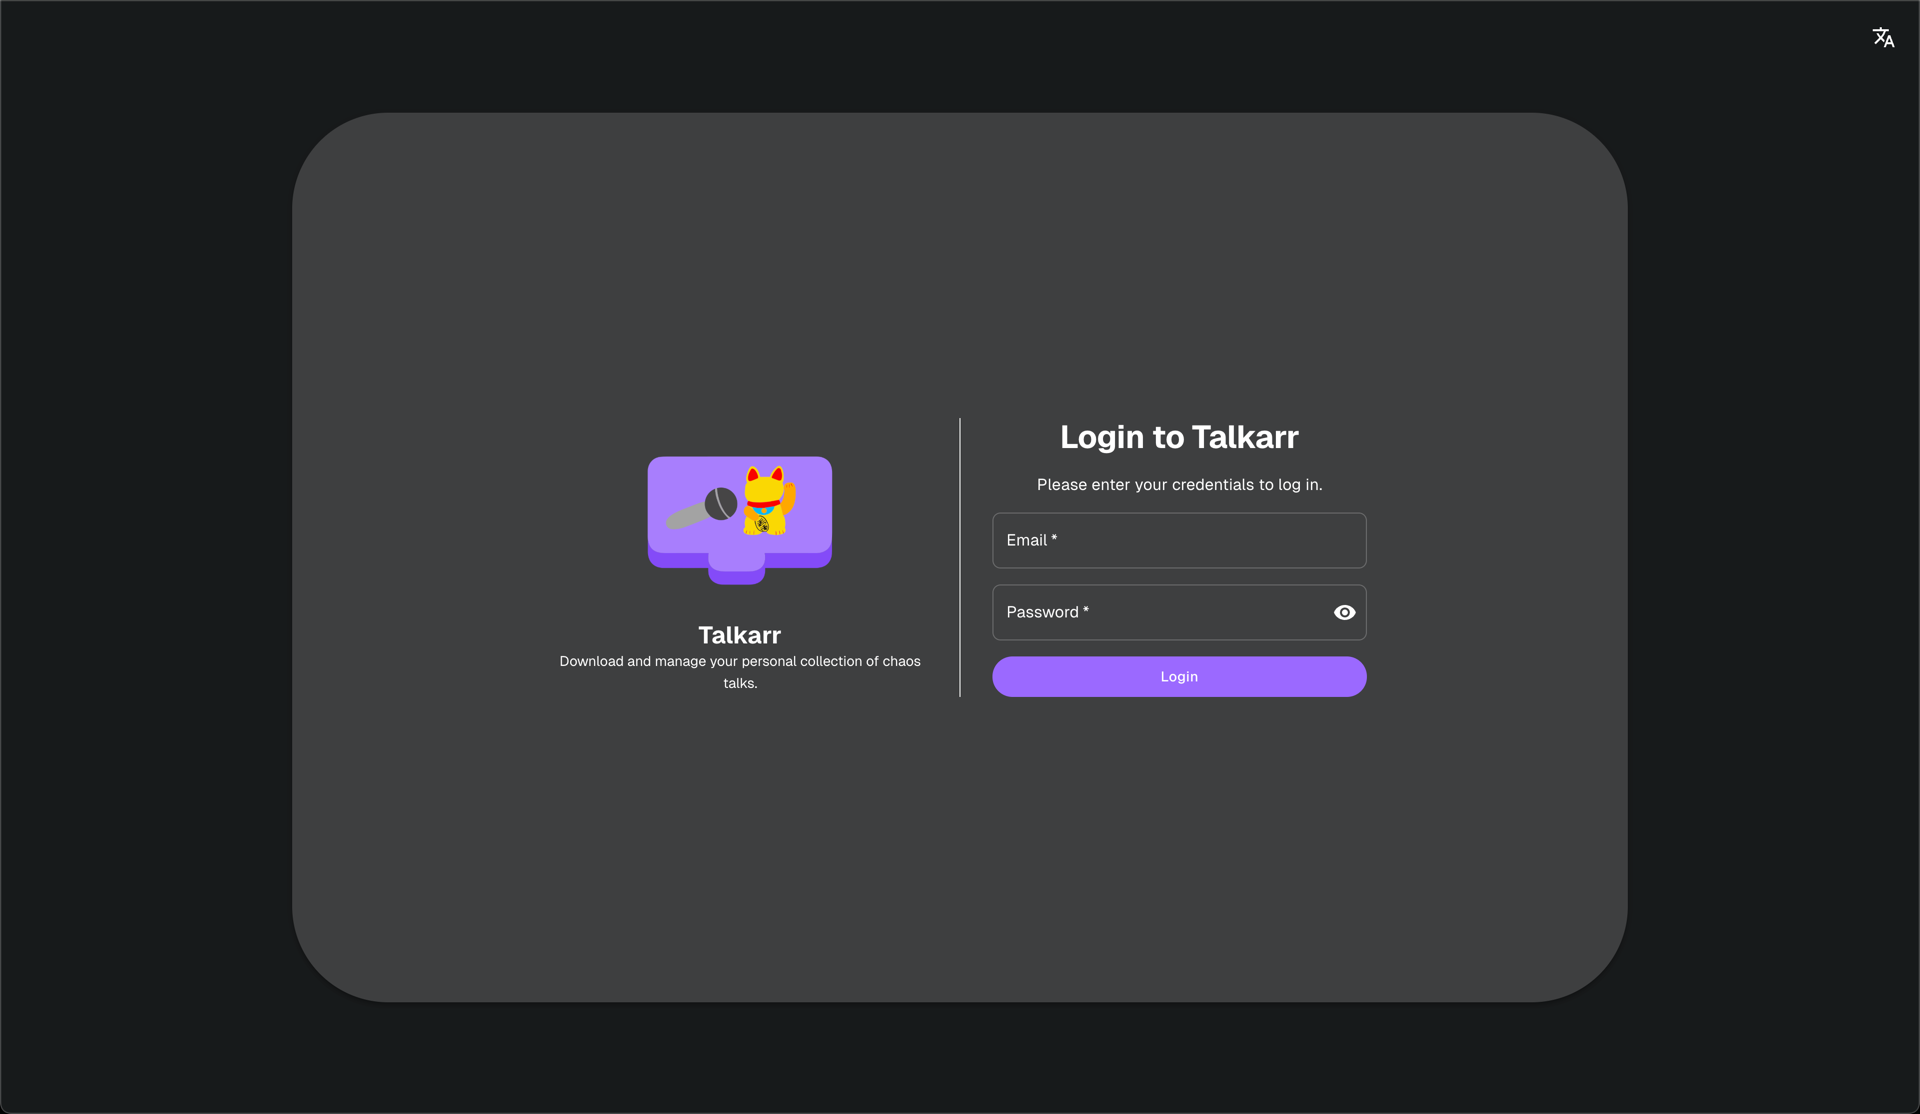 Talkarr
Download and manage your personal collection of chaos
talks.
Login to Talkarr
Please enter your credentials to log in.
Email *
Password *
Login